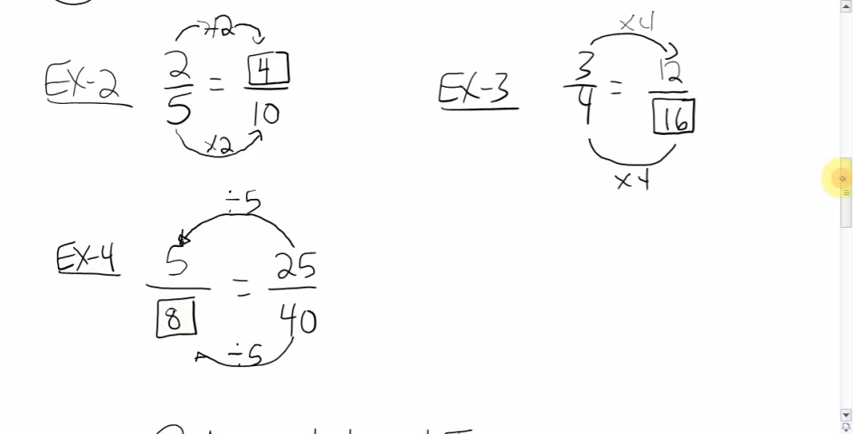 ×2
EX-2 2/5 = 4/10
×2
×4
EX-3 3/4 = 12/16
×4
÷5
EX-4 5/8 = 25/40
÷5